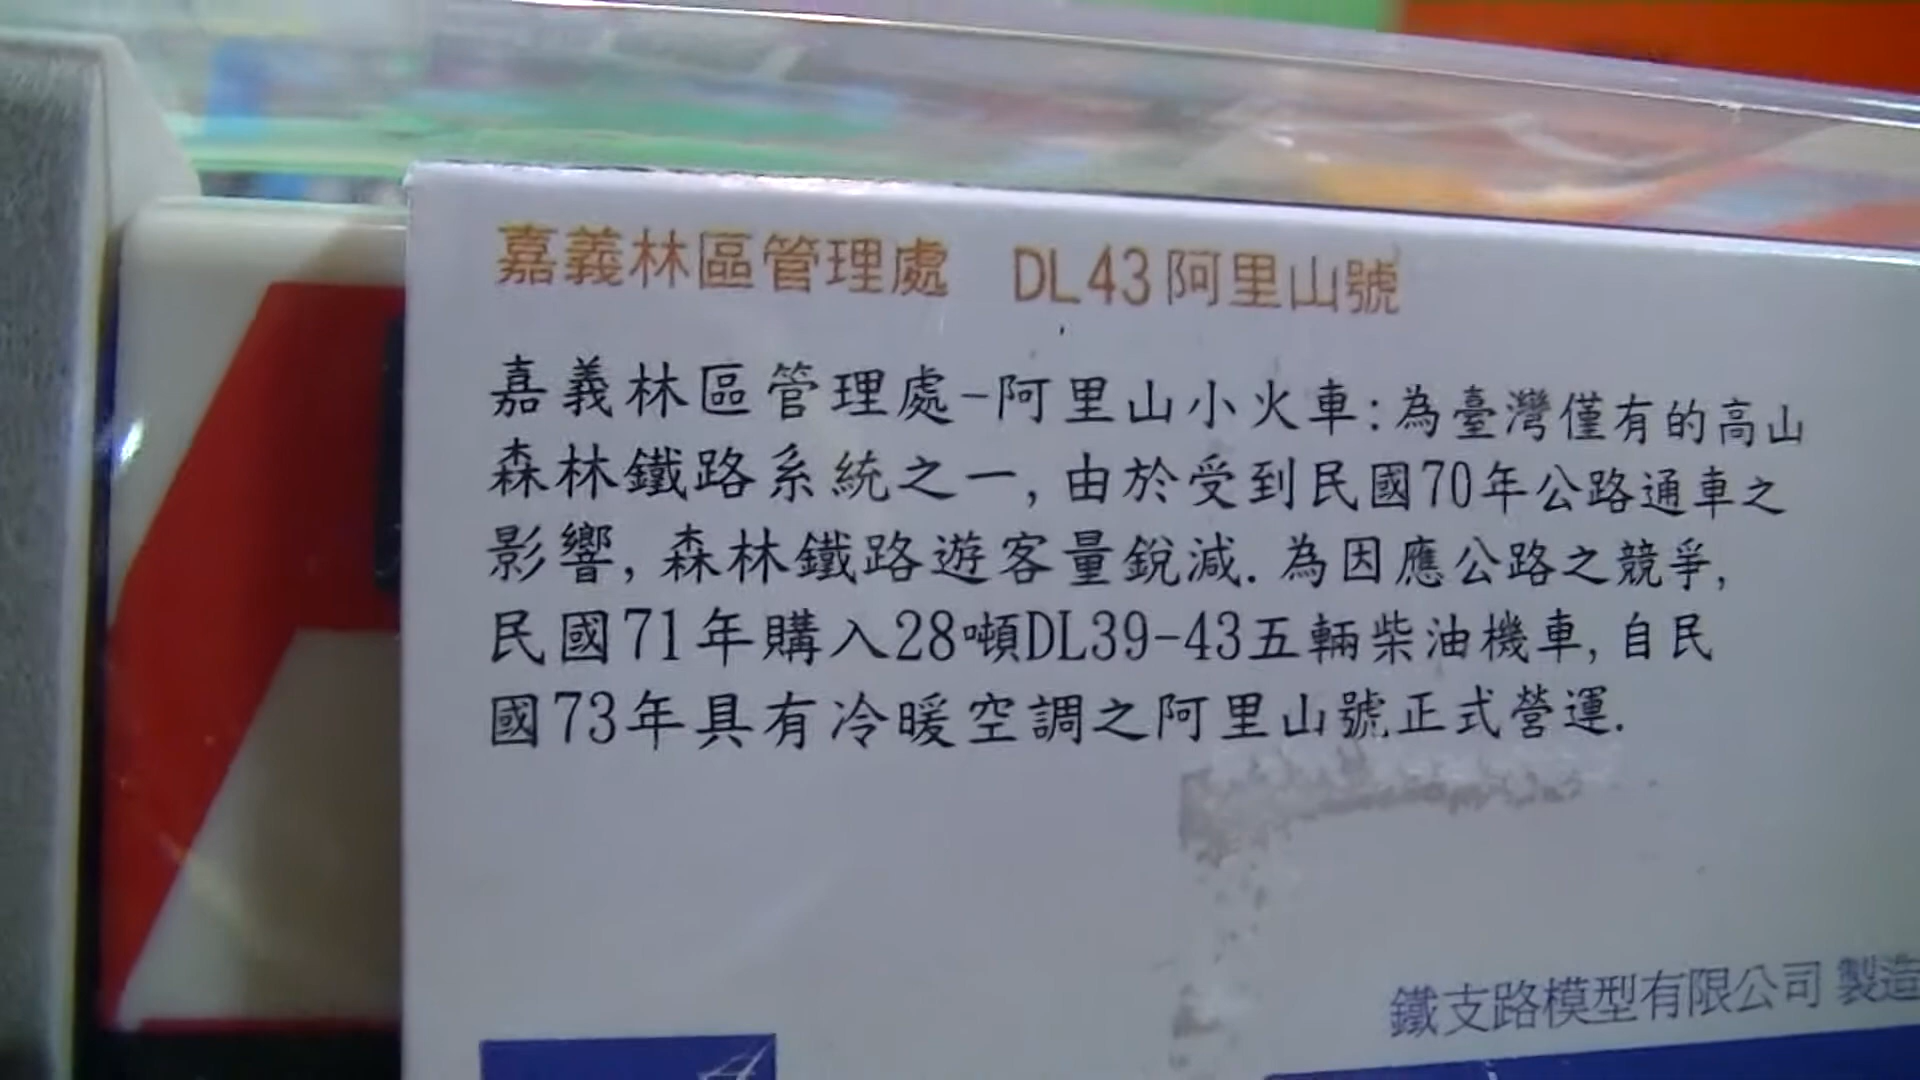 嘉義林區管理處 DL43阿里山號
嘉義林區管理處-阿里山小火車:為臺灣僅有的高山
森林鐵路系統之一,由於受到民國70年公路通車之
影響,森林鐵路遊客量銳減.為因應公路之競爭,
民國71年購入28噸DL39-43五輛柴油機車,自民
國73年具有冷暖空調之阿里山號正式營運.
鐵支路模型有限公司 製造